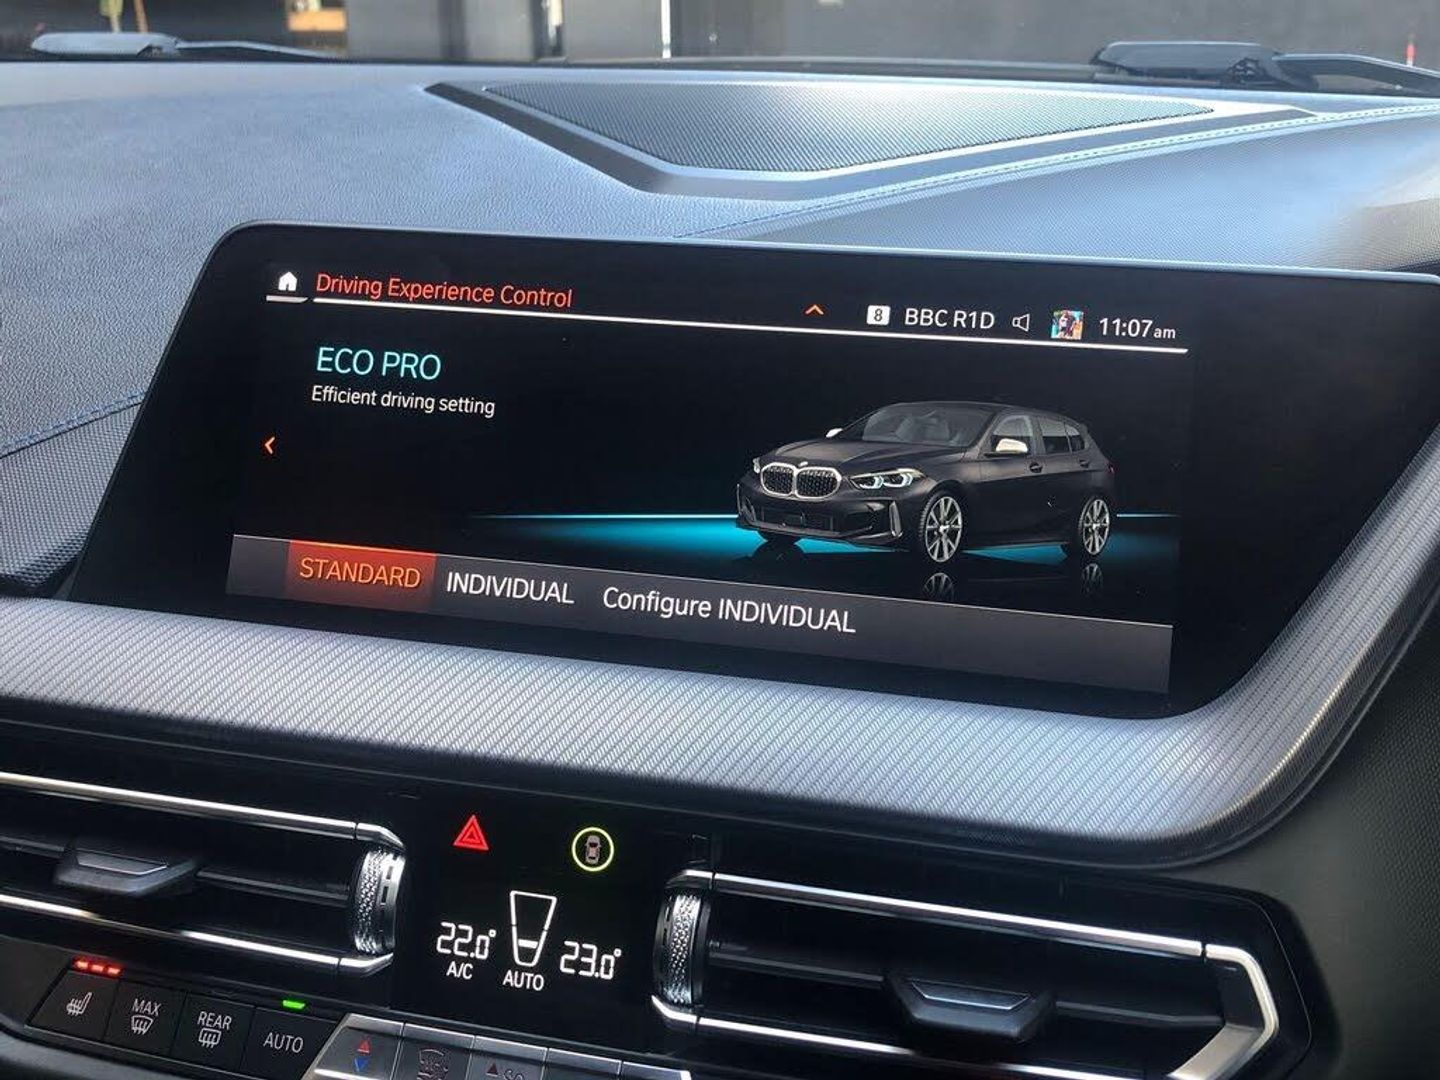 Driving Experience Control
8 BBC R1D 11:07am
ECO PRO
Efficient driving setting
STANDARD INDIVIDUAL Configure INDIVIDUAL
22.0° 23.0°
A/C AUTO
MAX
REAR
AUTO